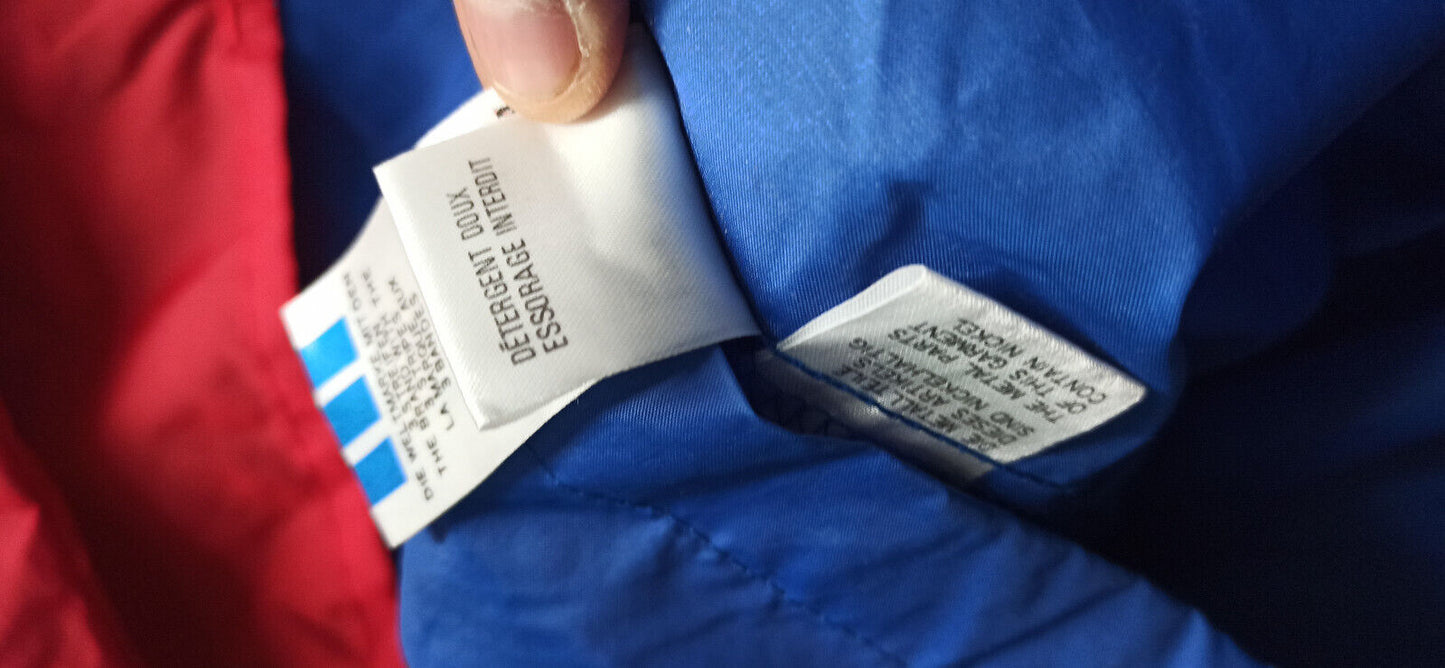 DÉTERGENT DOUX
ESSORAGE INTERDIT
DIE WELTMARKE MIT DEN
3 STREIFEN
THE BRAND WITH THE
3 STRIPES
LA MARQUE AUX
3 BANDES
THE METAL PARTS
OF THIS GARMENT
CONTAIN NICKEL
DIE METALLTEILE
DIESES ARTIKELS
SIND NICKELHALTIG